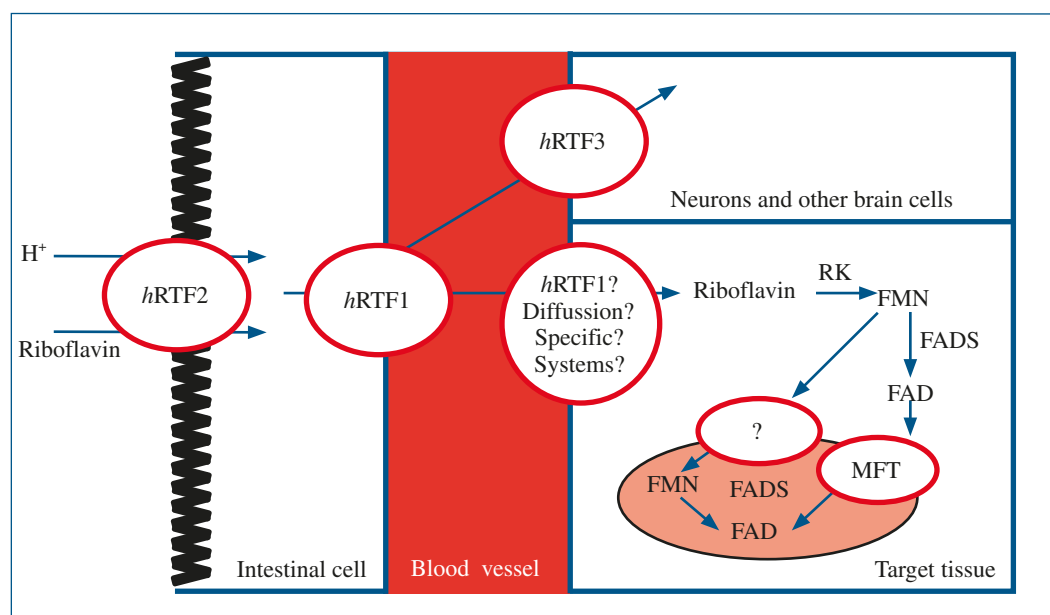 hRTF3
Neurons and other brain cells
H⁺
hRTF2
Riboflavin
hRTF1
hRTF1?
Diffussion?
Specific?
Systems?
Riboflavin
RK
FMN
FADS
FAD
?
MFT
FMN
FADS
FAD
Intestinal cell
Blood vessel
Target tissue